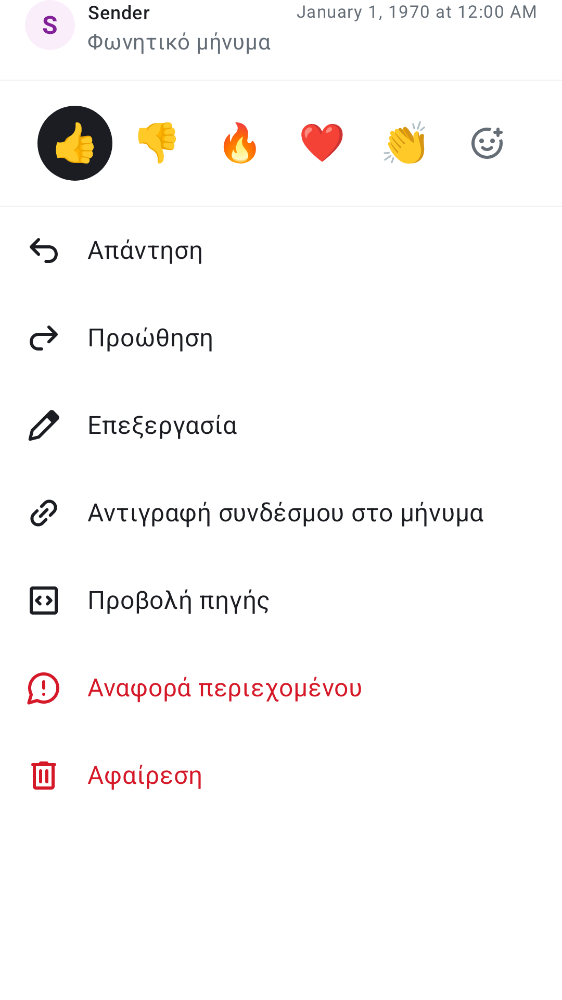 S
Sender
January 1, 1970 at 12:00 AM
Φωνητικό μήνυμα
Απάντηση
Προώθηση
Επεξεργασία
Αντιγραφή συνδέσμου στο μήνυμα
Προβολή πηγής
Αναφορά περιεχομένου
Αφαίρεση